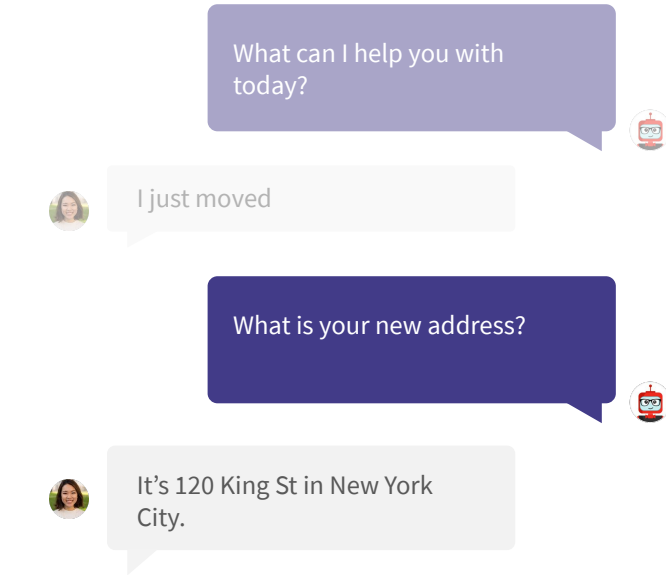 What can I help you with
today?
I just moved
What is your new address?
It’s 120 King St in New York
City.